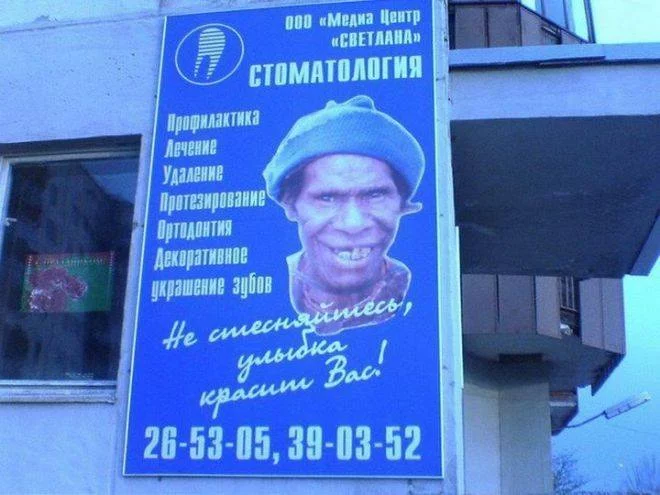 ООО «Медиа Центр
«СВЕТЛАНА»
СТОМАТОЛОГИЯ
Профилактика
Лечение
Удаление
Протезирование
Ортодонтия
Декоративное
украшение зубов
Не стесняйтесь,
улыбка
красит Вас!
26-53-05, 39-03-52